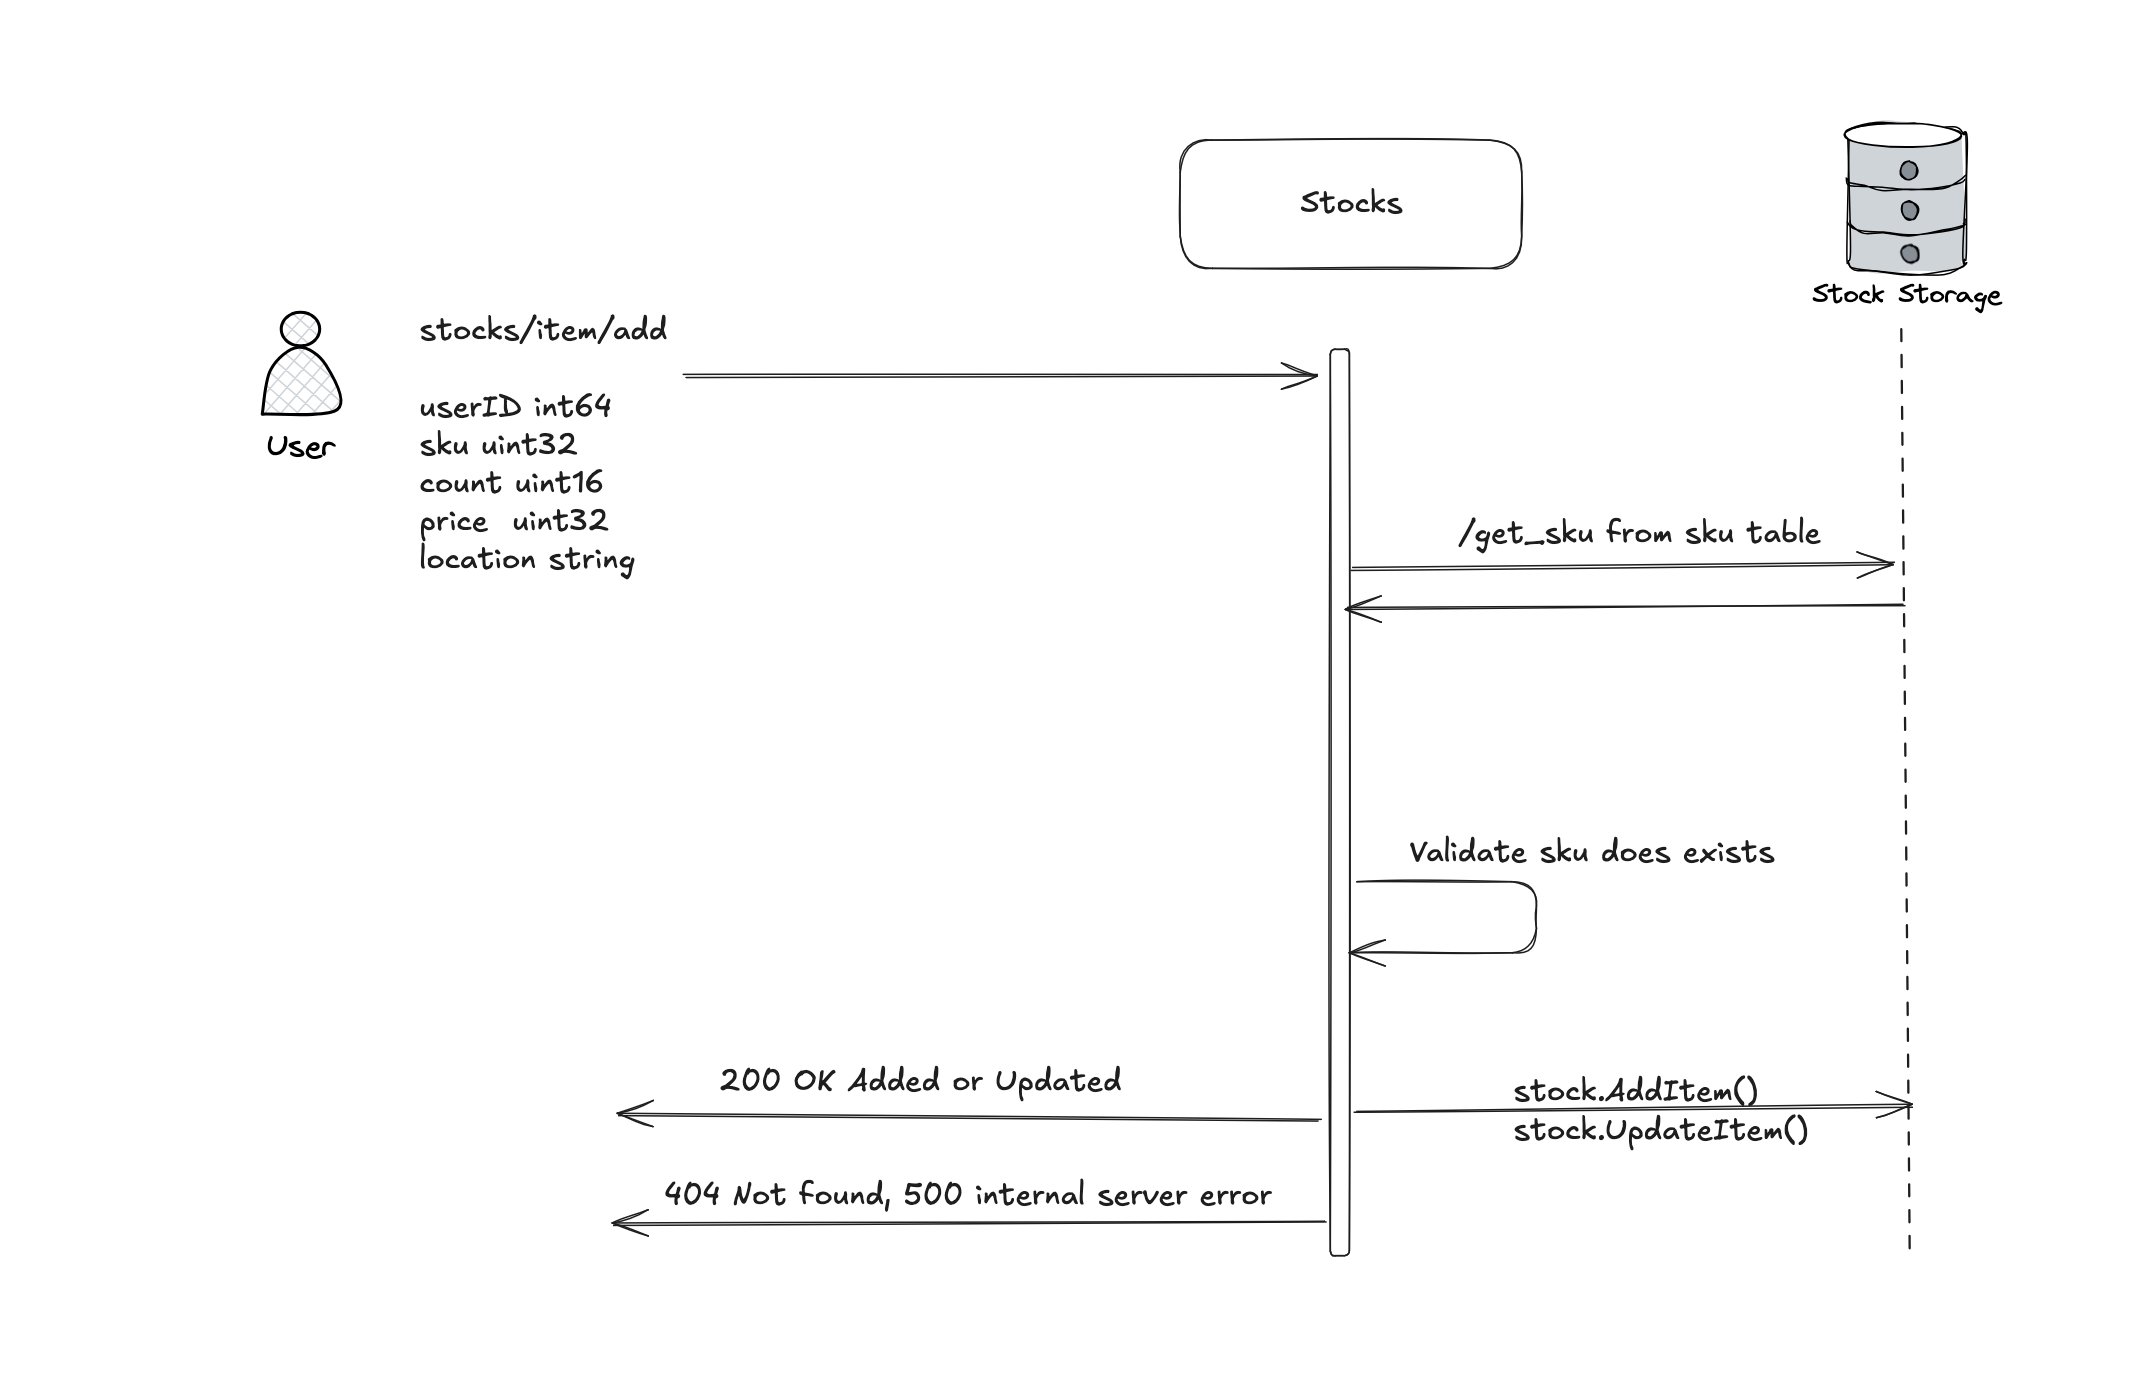 Stocks
Stock Storage
stocks/item/add
userID int64
sku uint32
count uint16
price uint32
location string
User
/get_sku from sku table
Validate sku does exists
200 OK Added or Updated
stock.AddItem()
stock.UpdateItem()
404 Not found, 500 internal server error